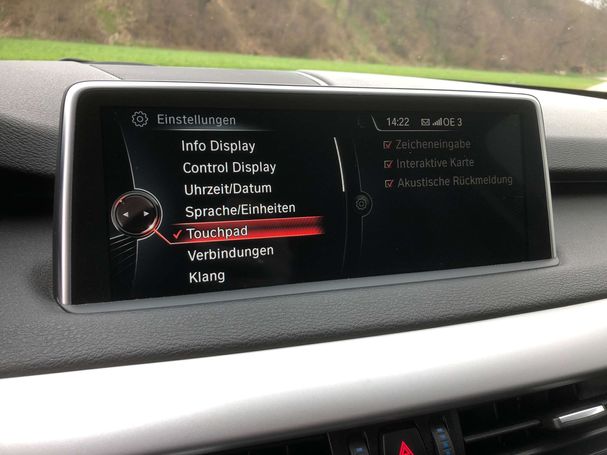 Einstellungen
14:22 OE 3
Info Display
Control Display
Uhrzeit/Datum
Sprache/Einheiten
Touchpad
Verbindungen
Klang
Zeicheneingabe
Interaktive Karte
Akustische Rückmeldung